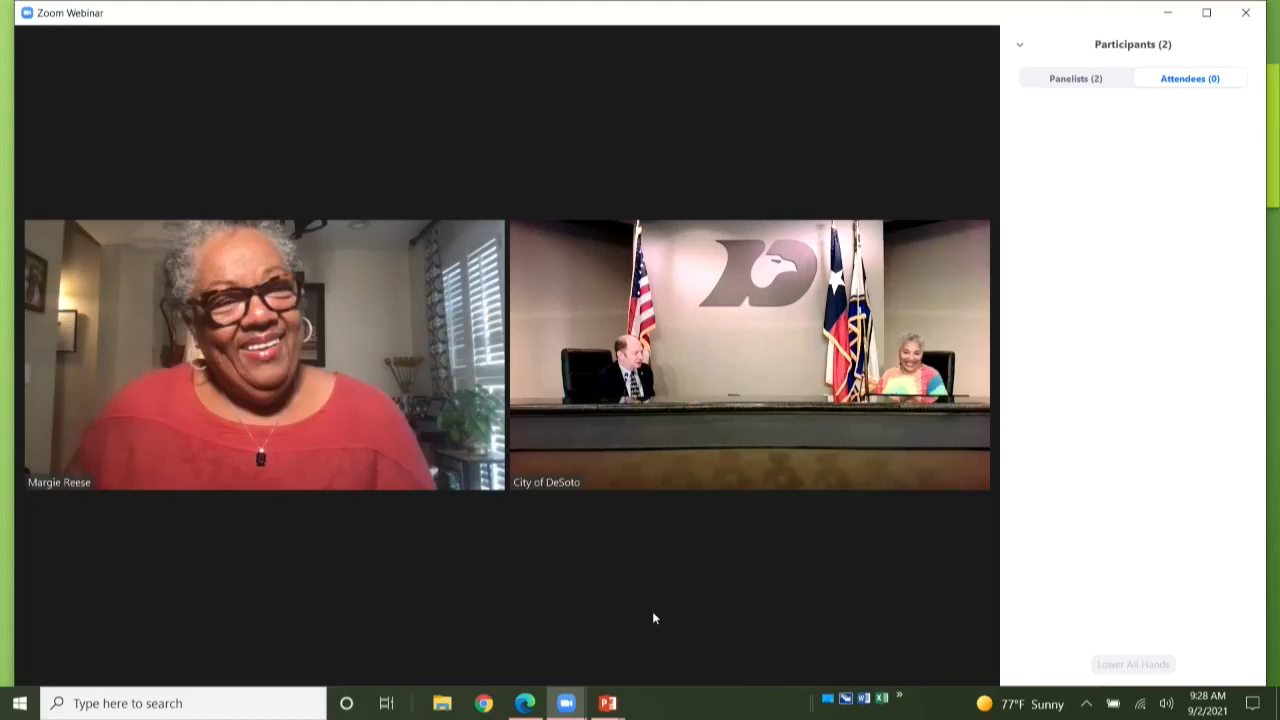 Zoom Webinar
Participants (2)
Panelists (2)
Attendees (0)
Margie Reese
City of DeSoto
Lower All Hands
Type here to search
77°F Sunny
9:28 AM
9/2/2021